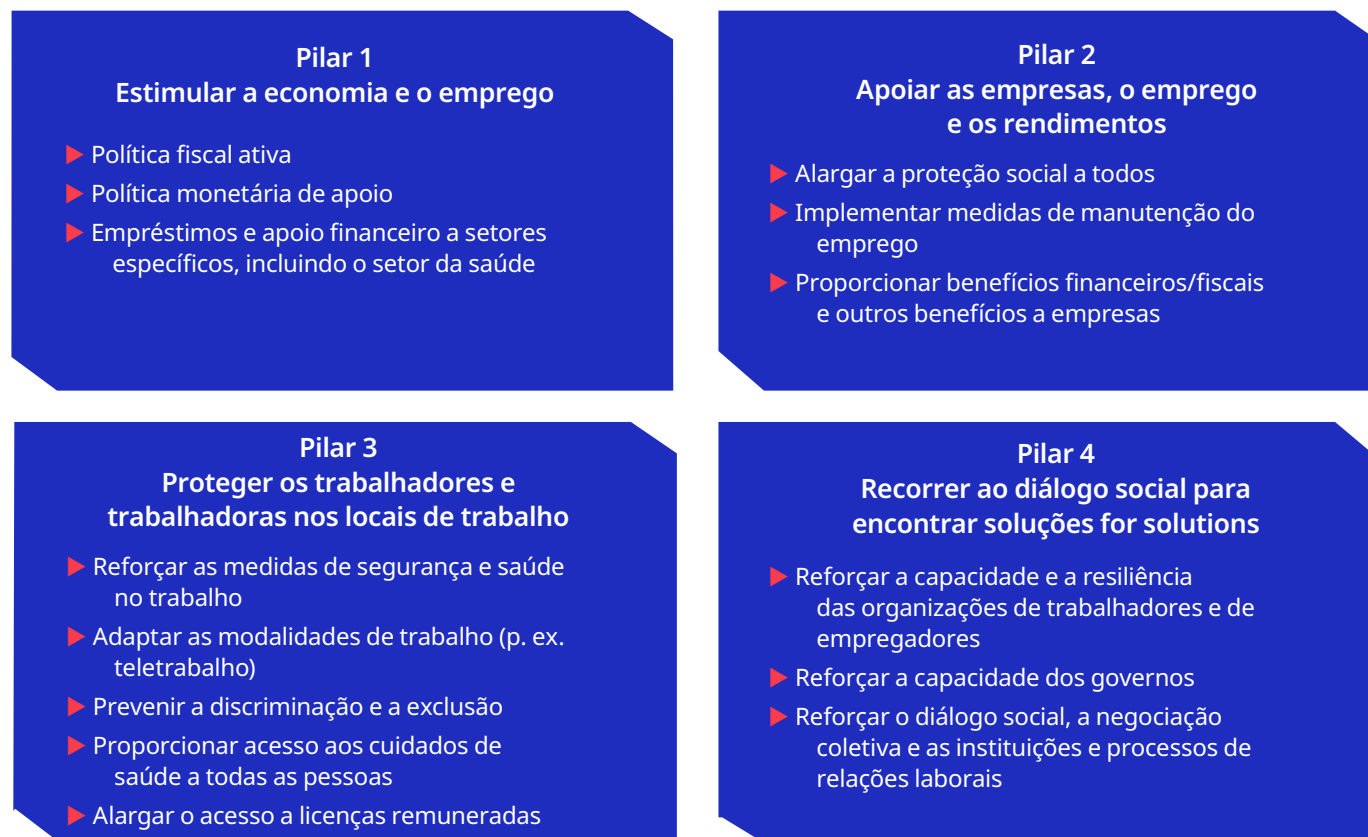 Pilar 1
Estimular a economia e o emprego
▶ Política fiscal ativa
▶ Política monetária de apoio
▶ Empréstimos e apoio financeiro a setores
específicos, incluindo o setor da saúde
Pilar 2
Apoiar as empresas, o emprego
e os rendimentos
▶ Alargar a proteção social a todos
▶ Implementar medidas de manutenção do
emprego
▶ Proporcionar benefícios financeiros/fiscais
e outros benefícios a empresas
Pilar 3
Proteger os trabalhadores e
trabalhadoras nos locais de trabalho
▶ Reforçar as medidas de segurança e saúde
no trabalho
▶ Adaptar as modalidades de trabalho (p. ex.
teletrabalho)
▶ Prevenir a discriminação e a exclusão
▶ Proporcionar acesso aos cuidados de
saúde a todas as pessoas
▶ Alargar o acesso a licenças remuneradas
Pilar 4
Recorrer ao diálogo social para
encontrar soluções for solutions
▶ Reforçar a capacidade e a resiliência
das organizações de trabalhadores e de
empregadores
▶ Reforçar a capacidade dos governos
▶ Reforçar o diálogo social, a negociação
coletiva e as instituições e processos de
relações laborais